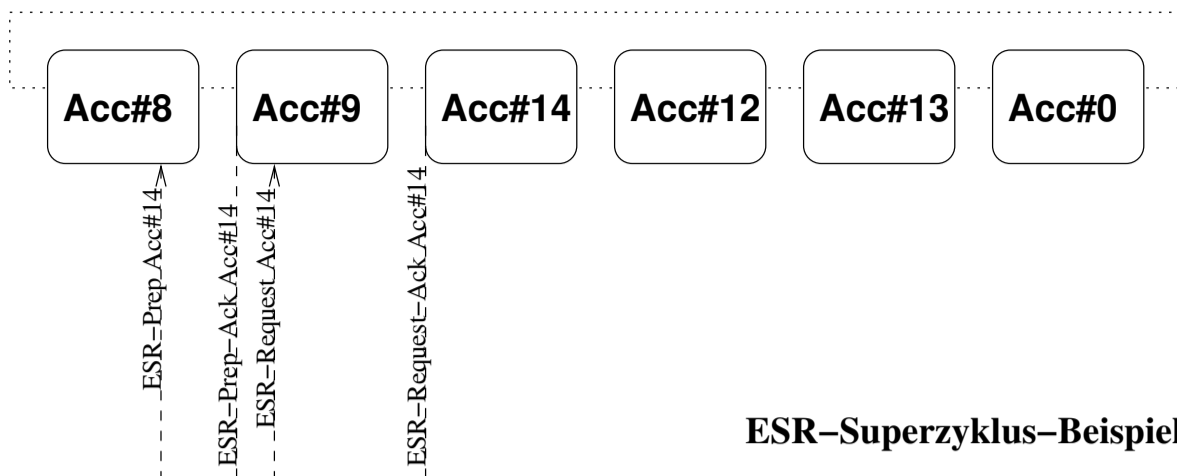 Acc#8
Acc#9
Acc#14
Acc#12
Acc#13
Acc#0
ESR−Prep Acc#14
ESR−Prep−Ack Acc#14
ESR−Request Acc#14
ESR−Request−Ack Acc#14
ESR−Superzyklus−Beispiel